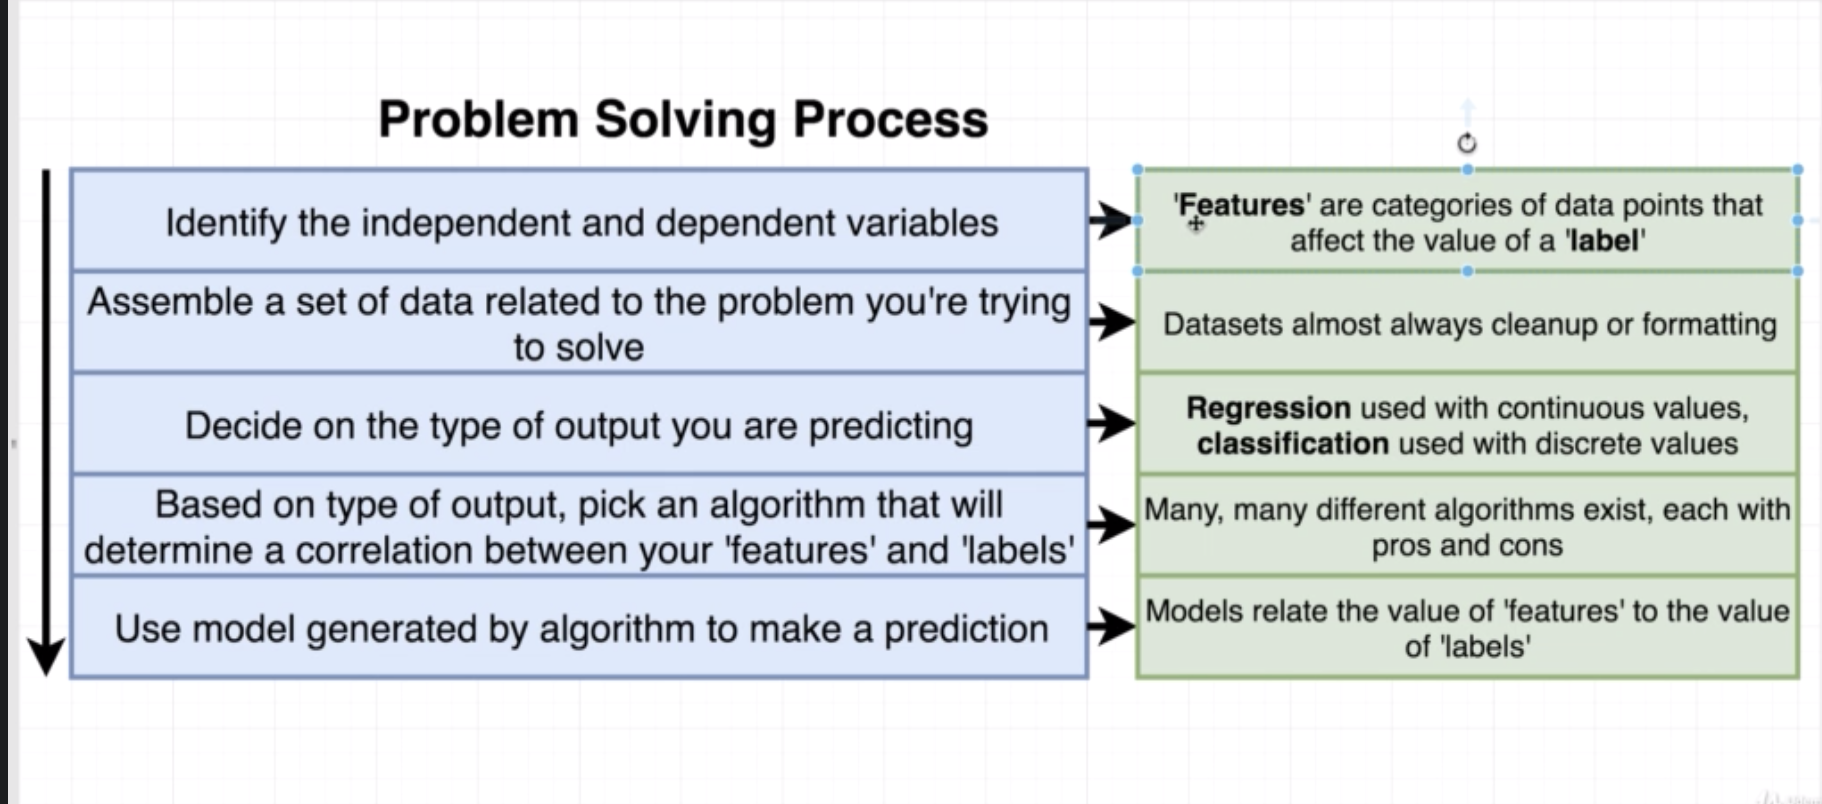 Problem Solving Process
Identify the independent and dependent variables
'Features' are categories of data points that
affect the value of a 'label'
Assemble a set of data related to the problem you're trying
to solve
Datasets almost always cleanup or formatting
Decide on the type of output you are predicting
Regression used with continuous values,
classification used with discrete values
Based on type of output, pick an algorithm that will
determine a correlation between your 'features' and 'labels'
Many, many different algorithms exist, each with
pros and cons
Use model generated by algorithm to make a prediction
Models relate the value of 'features' to the value
of 'labels'